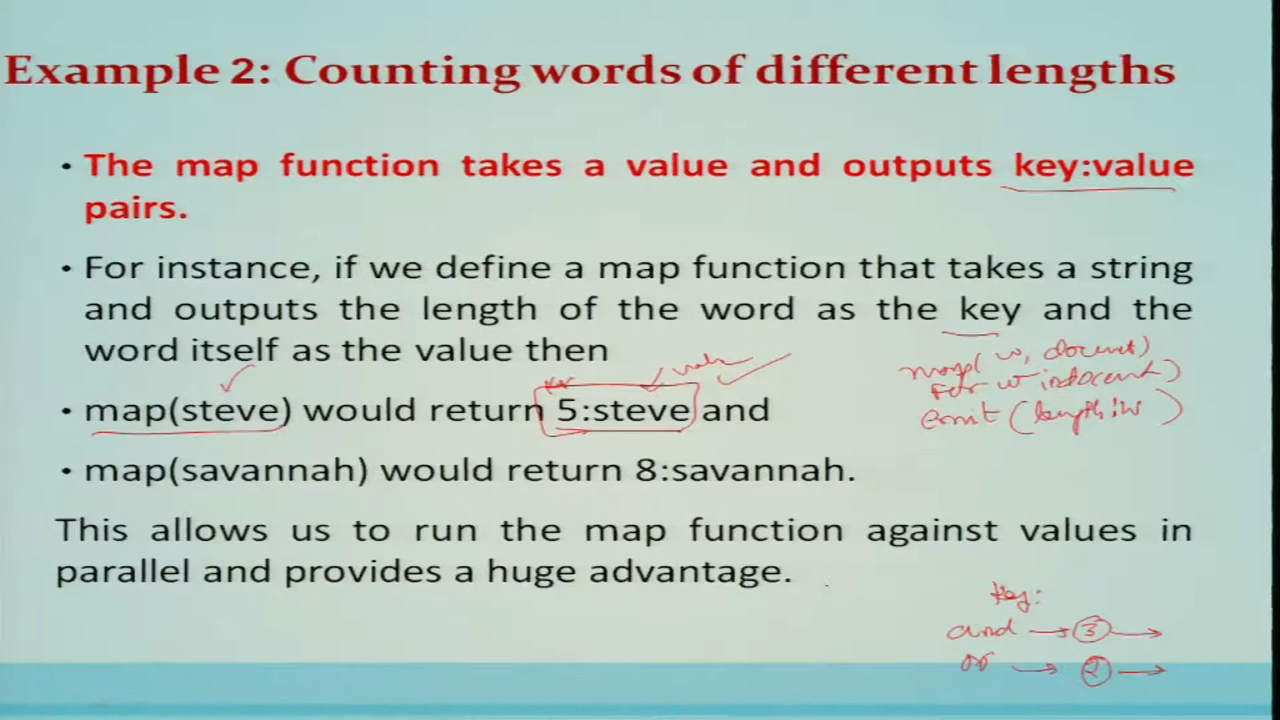 Example 2: Counting words of different lengths
• The map function takes a value and outputs key:value
pairs.
• For instance, if we define a map function that takes a string
and outputs the length of the word as the key and the
word itself as the value then
• map(steve) would return 5:steve and
• map(savannah) would return 8:savannah.
This allows us to run the map function against values in
parallel and provides a huge advantage.
for w
emit (length:w )
key:
and → 3 →
or → 2 →